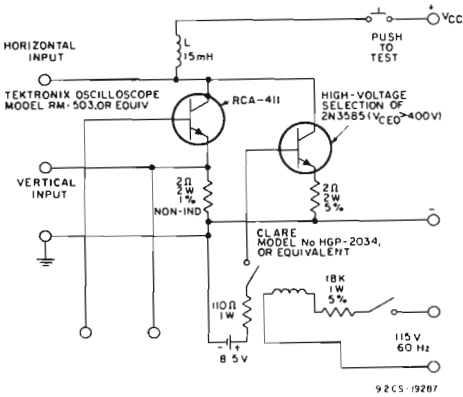 +
VCC
PUSH
TO
TEST
L
15mH
HORIZONTAL
INPUT
TEKTRONIX OSCILLOSCOPE
MODEL RM-503,OR EQUIV
RCA-411
HIGH-VOLTAGE
SELECTION OF
2N3585(VCEO>400V)
VERTICAL
INPUT
2Ω
2W
1%
NON-IND
2Ω
2W
5%
-
CLARE
MODEL No HGP-2034,
OR EQUIVALENT
110Ω
1W
18K
1W
5%
- +
8 5V
115V
60 Hz
92CS-19287